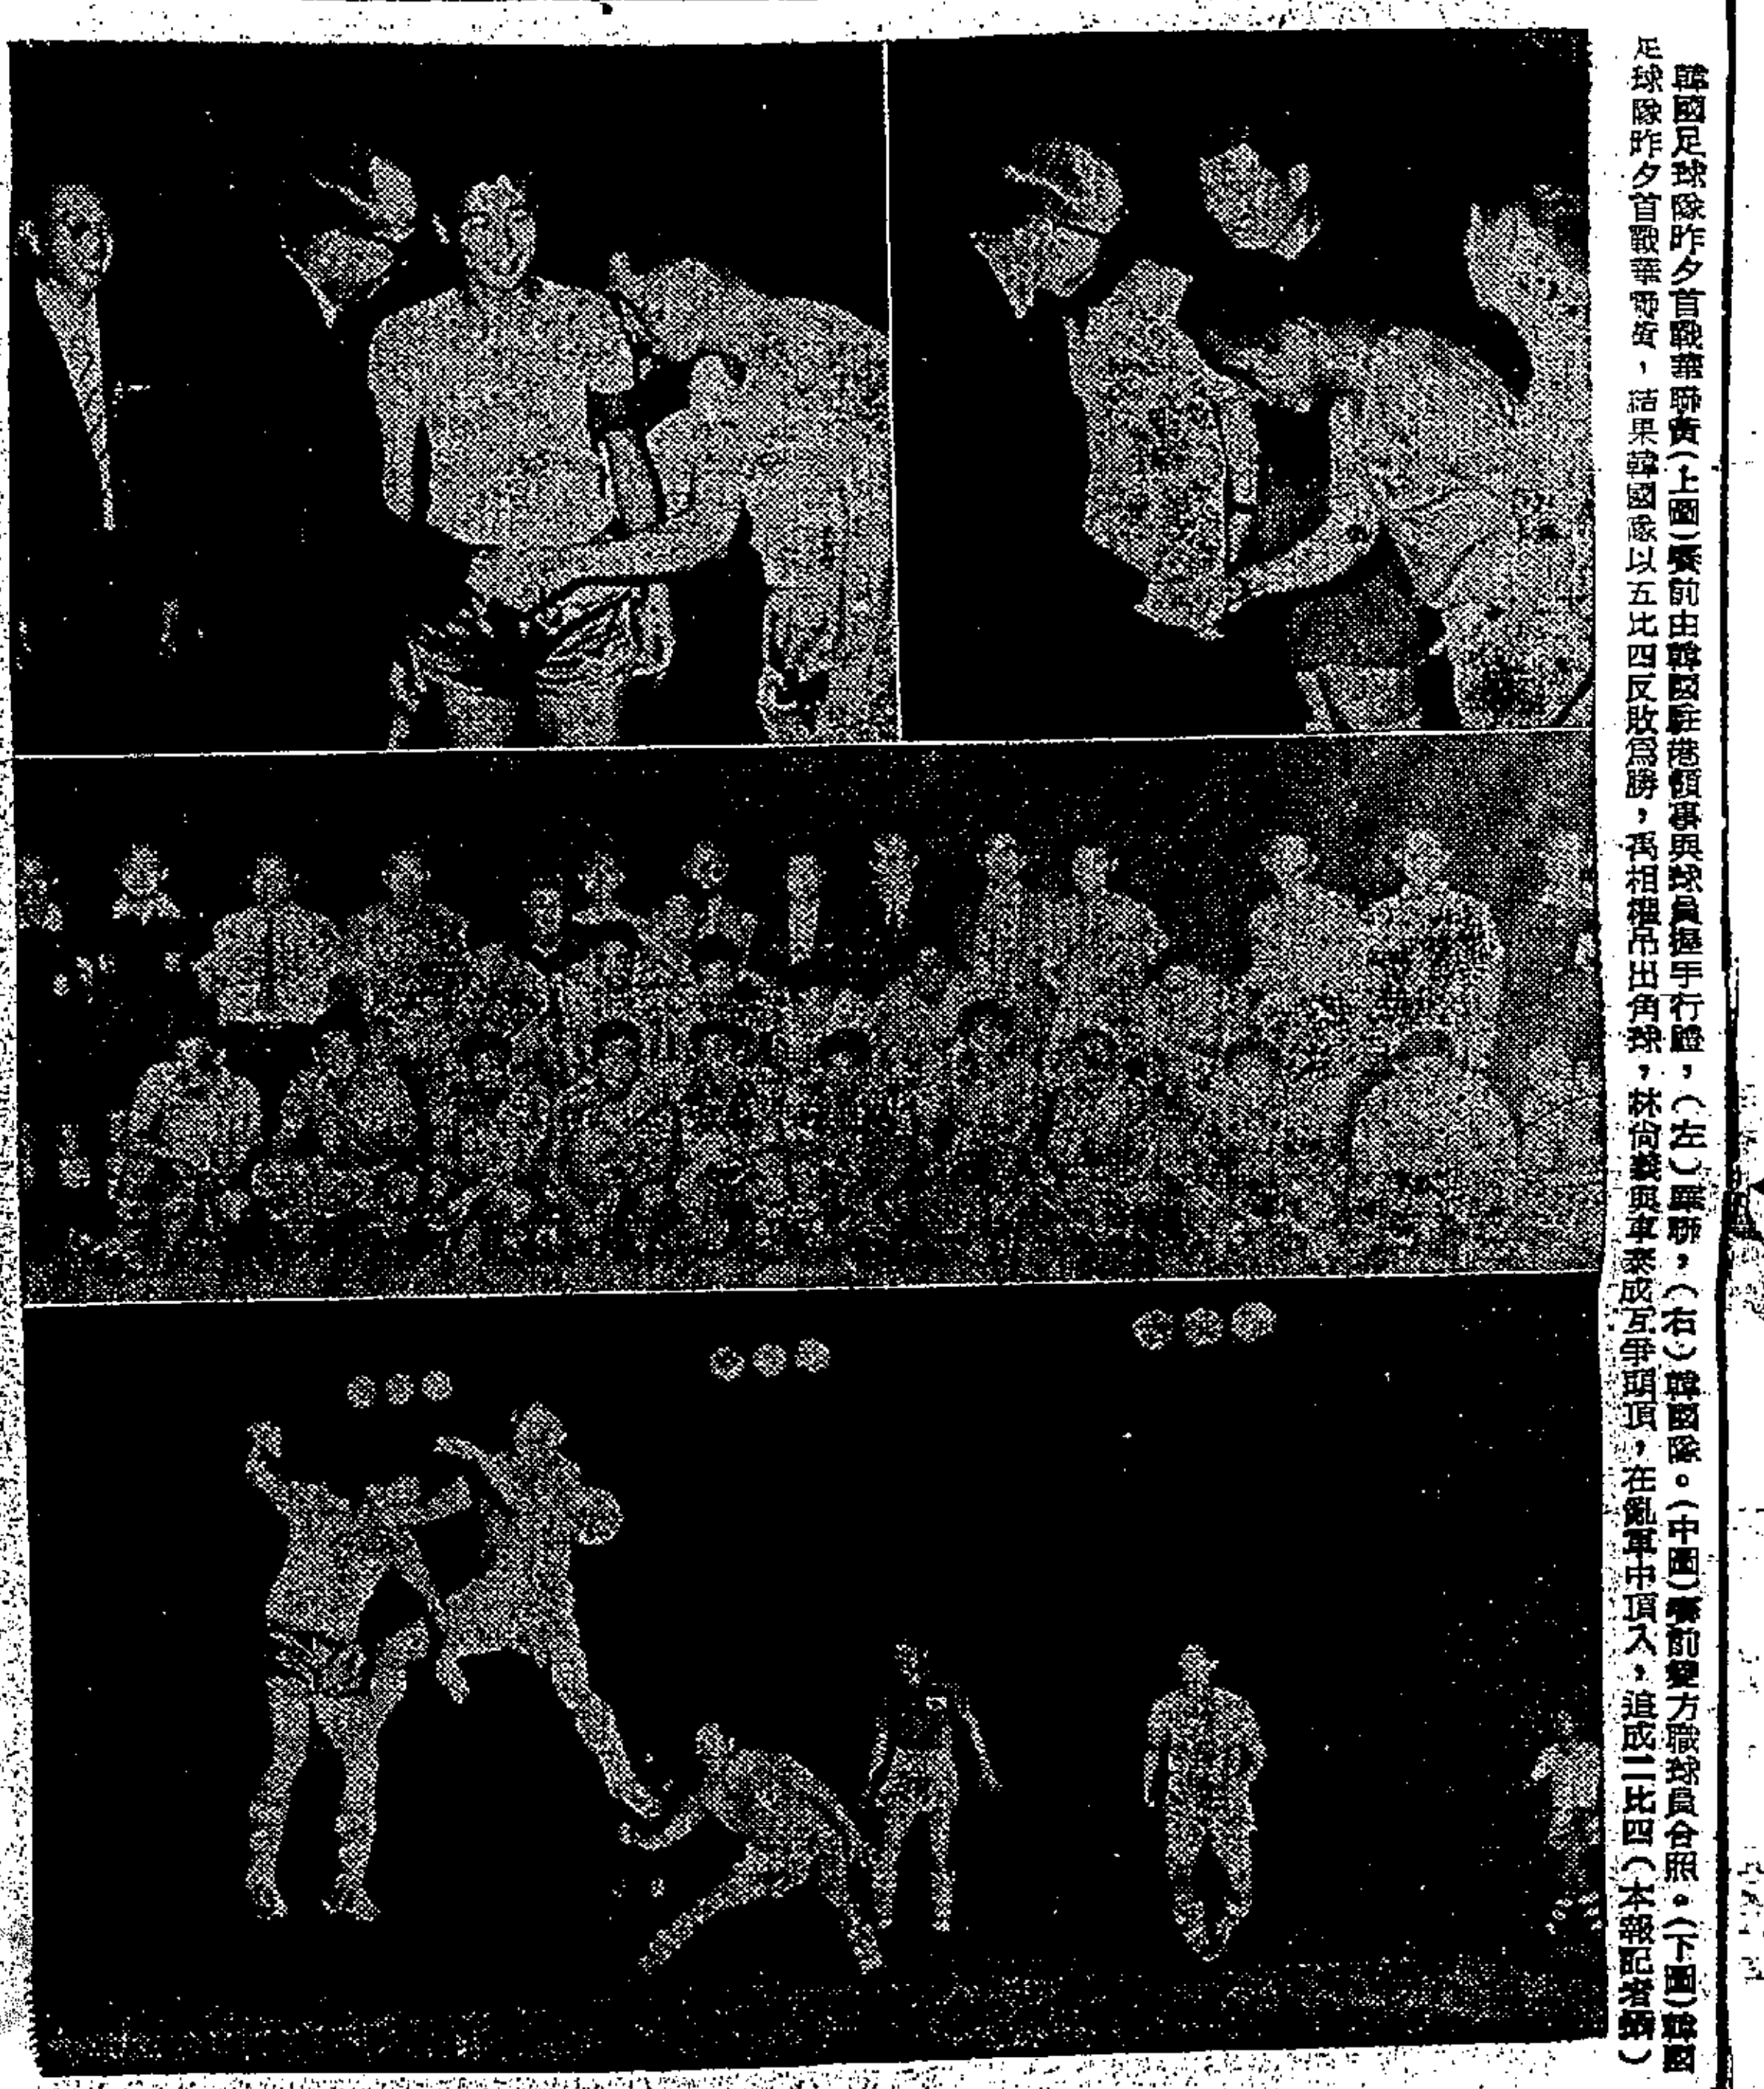 韓國足球隊昨夕首戰華聯賓(上圖)賽前由韓國駐港領事與球員握手行禮，(左)華聯，(右)韓國隊。(中圖)賽前雙方職球員合照。(下圖)韓國
足球隊昨夕首戰華聯賓，結果韓國隊以五比四反敗爲勝，禹相權吊出角球，林尙義與車泰成互爭頭頂，在亂軍中頂入，追成二比四(本報記者攝)